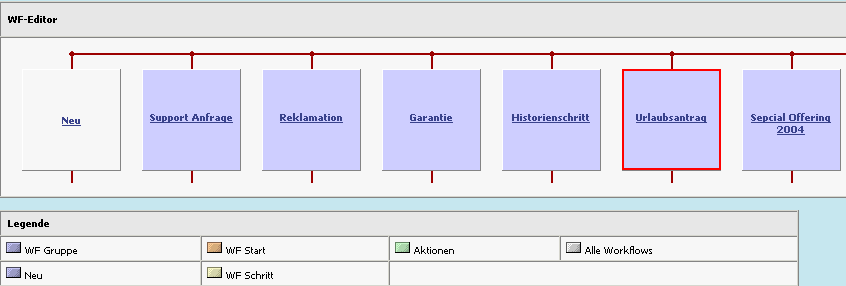 WF-Editor
Neu
Support Anfrage
Reklamation
Garantie
Historienschritt
Urlaubsantrag
Sepcial Offering
2004
Legende
WF Gruppe
WF Start
Aktionen
Alle Workflows
Neu
WF Schritt